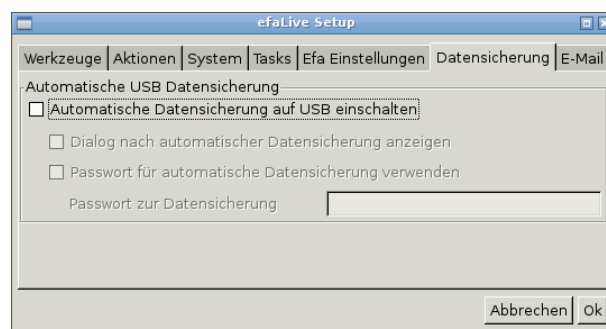 efaLive Setup
Werkzeuge Aktionen System Tasks Efa Einstellungen Datensicherung E-Mail
Automatische USB Datensicherung
Automatische Datensicherung auf USB einschalten
Dialog nach automatischer Datensicherung anzeigen
Passwort für automatische Datensicherung verwenden
Passwort zur Datensicherung
Abbrechen Ok